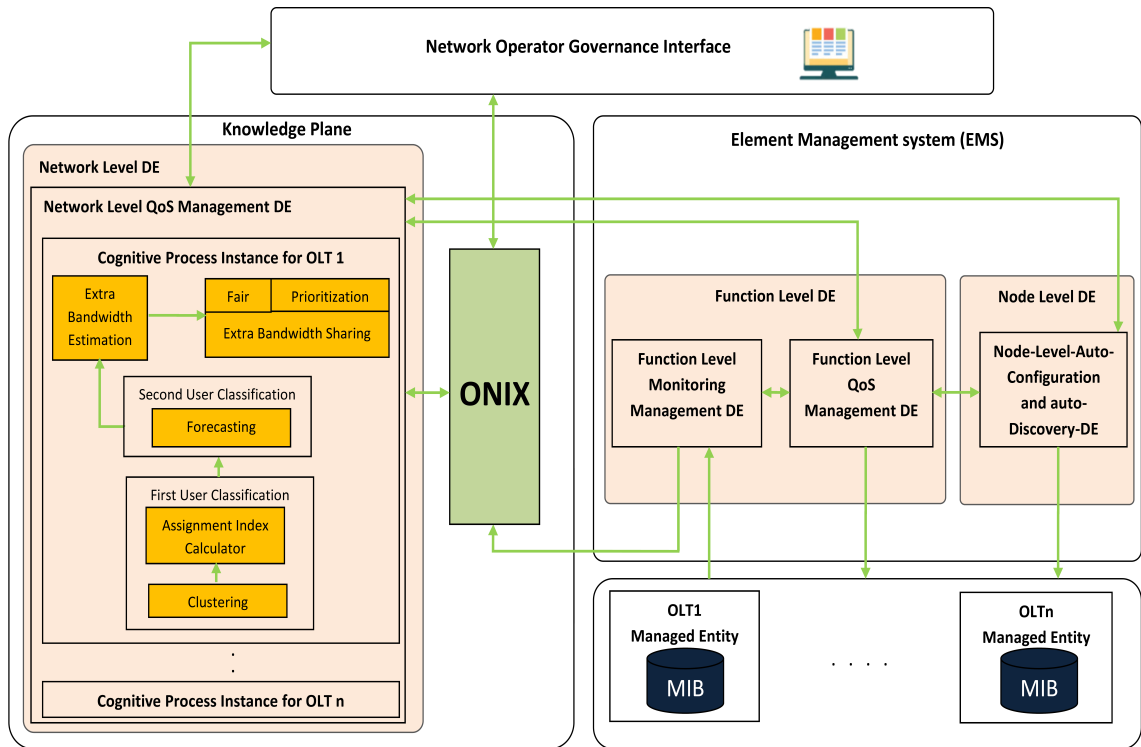 Network Operator Governance Interface
Knowledge Plane
Network Level DE
Network Level QoS Management DE
Cognitive Process Instance for OLT 1
Extra
Bandwidth
Estimation
Fair
Prioritization
Extra Bandwidth Sharing
Second User Classification
Forecasting
First User Classification
Assignment Index
Calculator
Clustering
.
.
Cognitive Process Instance for OLT n
ONIX
Element Management system (EMS)
Function Level DE
Function Level
Monitoring
Management DE
Function Level
QoS
Management DE
Node Level DE
Node-Level-Auto-
Configuration
and auto-
Discovery-DE
OLT1
Managed Entity
MIB
. . . .
OLTn
Managed Entity
MIB